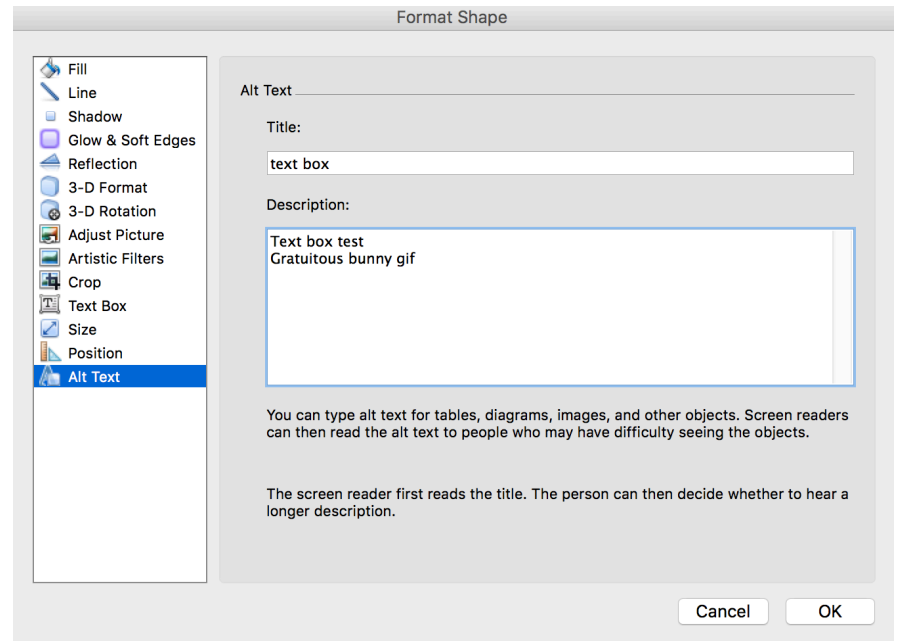 Format Shape
Fill
Line
Shadow
Glow & Soft Edges
Reflection
3-D Format
3-D Rotation
Adjust Picture
Artistic Filters
Crop
Text Box
Size
Position
Alt Text
Alt Text
Title:
text box
Description:
Text box test
Gratuitous bunny gif
You can type alt text for tables, diagrams, images, and other objects. Screen readers
can then read the alt text to people who may have difficulty seeing the objects.
The screen reader first reads the title. The person can then decide whether to hear a
longer description.
Cancel
OK